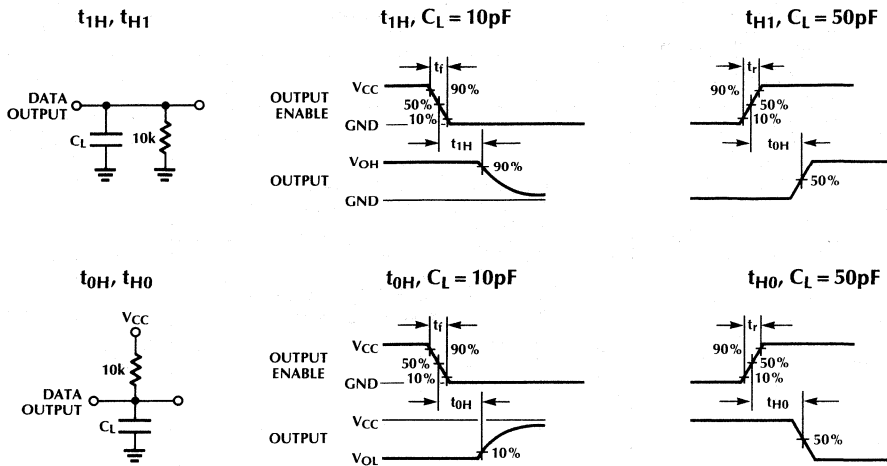 t1H, tH1
DATA OUTPUT
CL
10k
t1H, CL = 10pF
OUTPUT ENABLE
VCC
GND
tf
90%
50%
10%
t1H
OUTPUT
VOH
GND
90%
tH1, CL = 50pF
tr
90%
50%
10%
t0H
50%
t0H, tH0
VCC
10k
DATA OUTPUT
CL
t0H, CL = 10pF
OUTPUT ENABLE
VCC
GND
tf
90%
50%
10%
t0H
OUTPUT
VCC
VOL
10%
tH0, CL = 50pF
tr
90%
50%
10%
tH0
50%